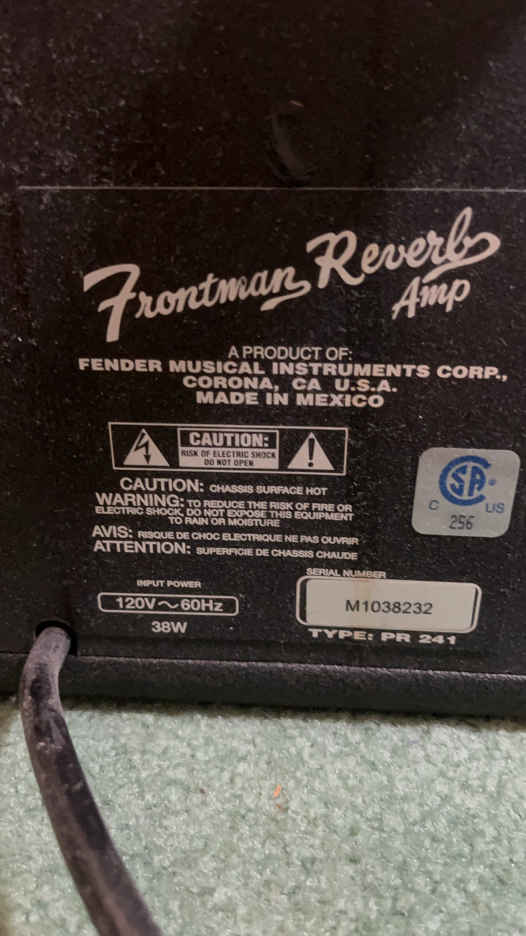 Frontman Reverb
Amp
A PRODUCT OF:
FENDER MUSICAL INSTRUMENTS CORP.,
CORONA, CA U.S.A.
MADE IN MEXICO
CAUTION:
RISK OF ELECTRIC SHOCK
DO NOT OPEN
CAUTION: CHASSIS SURFACE HOT
WARNING: TO REDUCE THE RISK OF FIRE OR
ELECTRIC SHOCK, DO NOT EXPOSE THIS EQUIPMENT
TO RAIN OR MOISTURE
AVIS: RISQUE DE CHOC ELECTRIQUE NE PAS OUVRIR
ATTENTION: SUPERFICIE DE CHASSIS CHAUDE
SA®
C US
256
INPUT POWER
120V~60Hz
38W
SERIAL NUMBER
M1038232
TYPE: PR 241